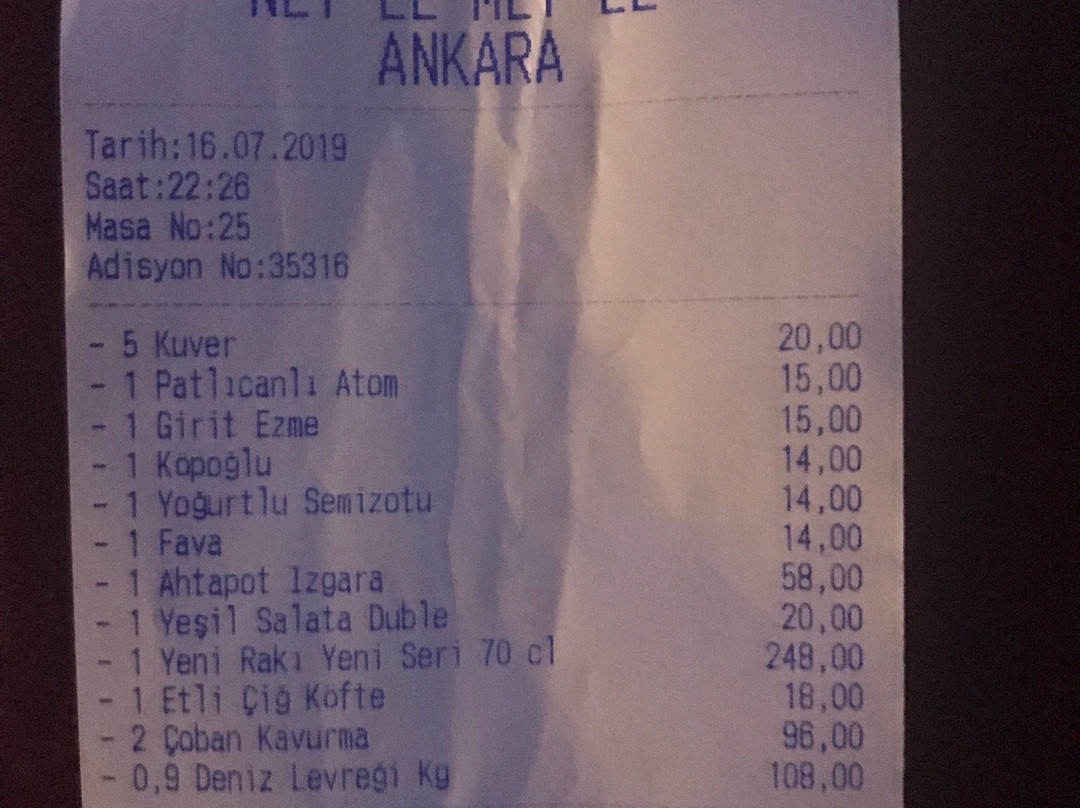 ANKARA
Tarih:16.07.2019
Saat:22:26
Masa No:25
Adisyon No:35316
- 5 Kuver 20,00
- 1 Patlıcanlı Atom 15,00
- 1 Girit Ezme 15,00
- 1 Köpoğlu 14,00
- 1 Yoğurtlu Semizotu 14,00
- 1 Fava 14,00
- 1 Ahtapot Izgara 58,00
- 1 Yeşil Salata Duble 20,00
- 1 Yeni Rakı Yeni Seri 70 cl 248,00
- 1 Etli Çiğ Köfte 18,00
- 2 Çoban Kavurma 96,00
- 0,9 Deniz Levreği Kg 108,00